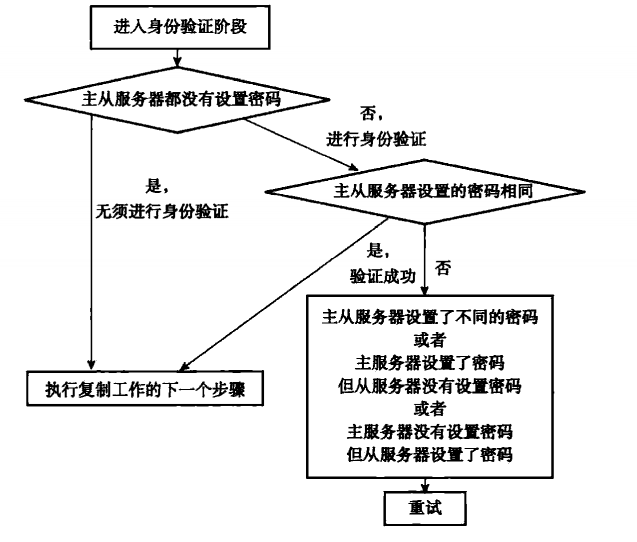 进入身份验证阶段
主从服务器都没有设置密码
否,
进行身份验证
是,
无须进行身份验证
主从服务器设置的密码相同
是,
验证成功
否
执行复制工作的下一个步骤
主从服务器设置了不同的密码
或者
主服务器设置了密码
但从服务器没有设置密码
或者
主服务器没有设置密码
但从服务器设置了密码
重试